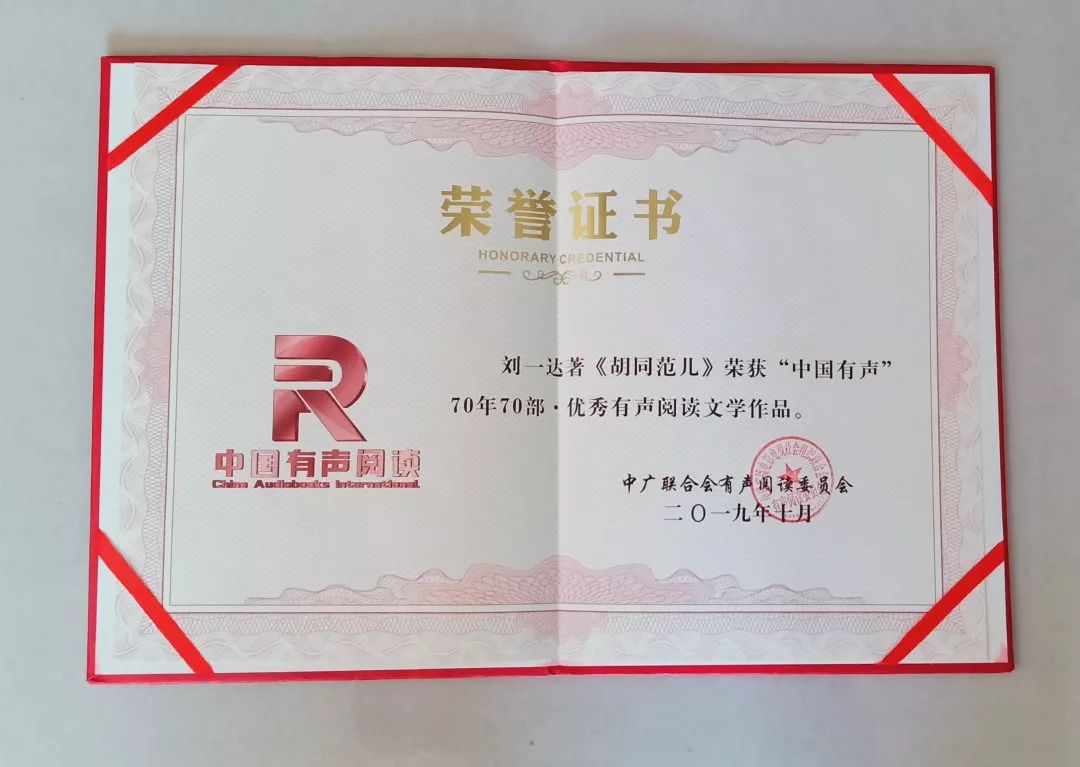 荣誉证书
HONORARY CREDENTIAL
刘一达著《胡同范儿》荣获“中国有声”
70年70部·优秀有声阅读文学作品。
中国有声阅读
China Audiobooks International
中广联合会有声阅读委员会
二〇一九年十月